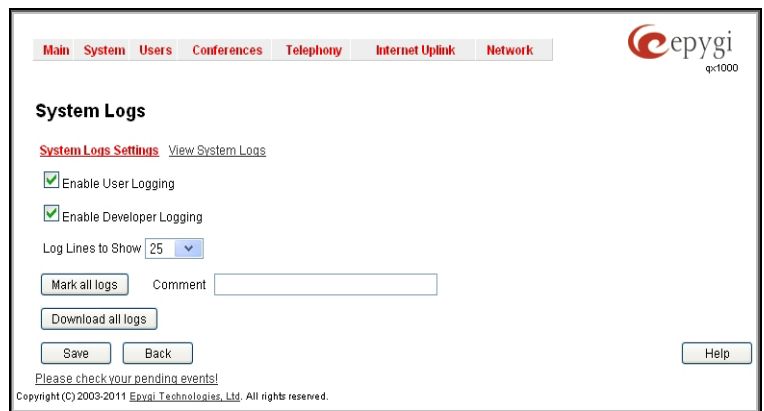 Main System Users Conferences Telephony Internet Uplink Network
epygi
qx1000
System Logs
System Logs Settings View System Logs
Enable User Logging
Enable Developer Logging
Log Lines to Show 25
Mark all logs Comment
Download all logs
Save Back Help
Please check your pending events!
Copyright (C) 2003-2011 Epygi Technologies, Ltd. All rights reserved.